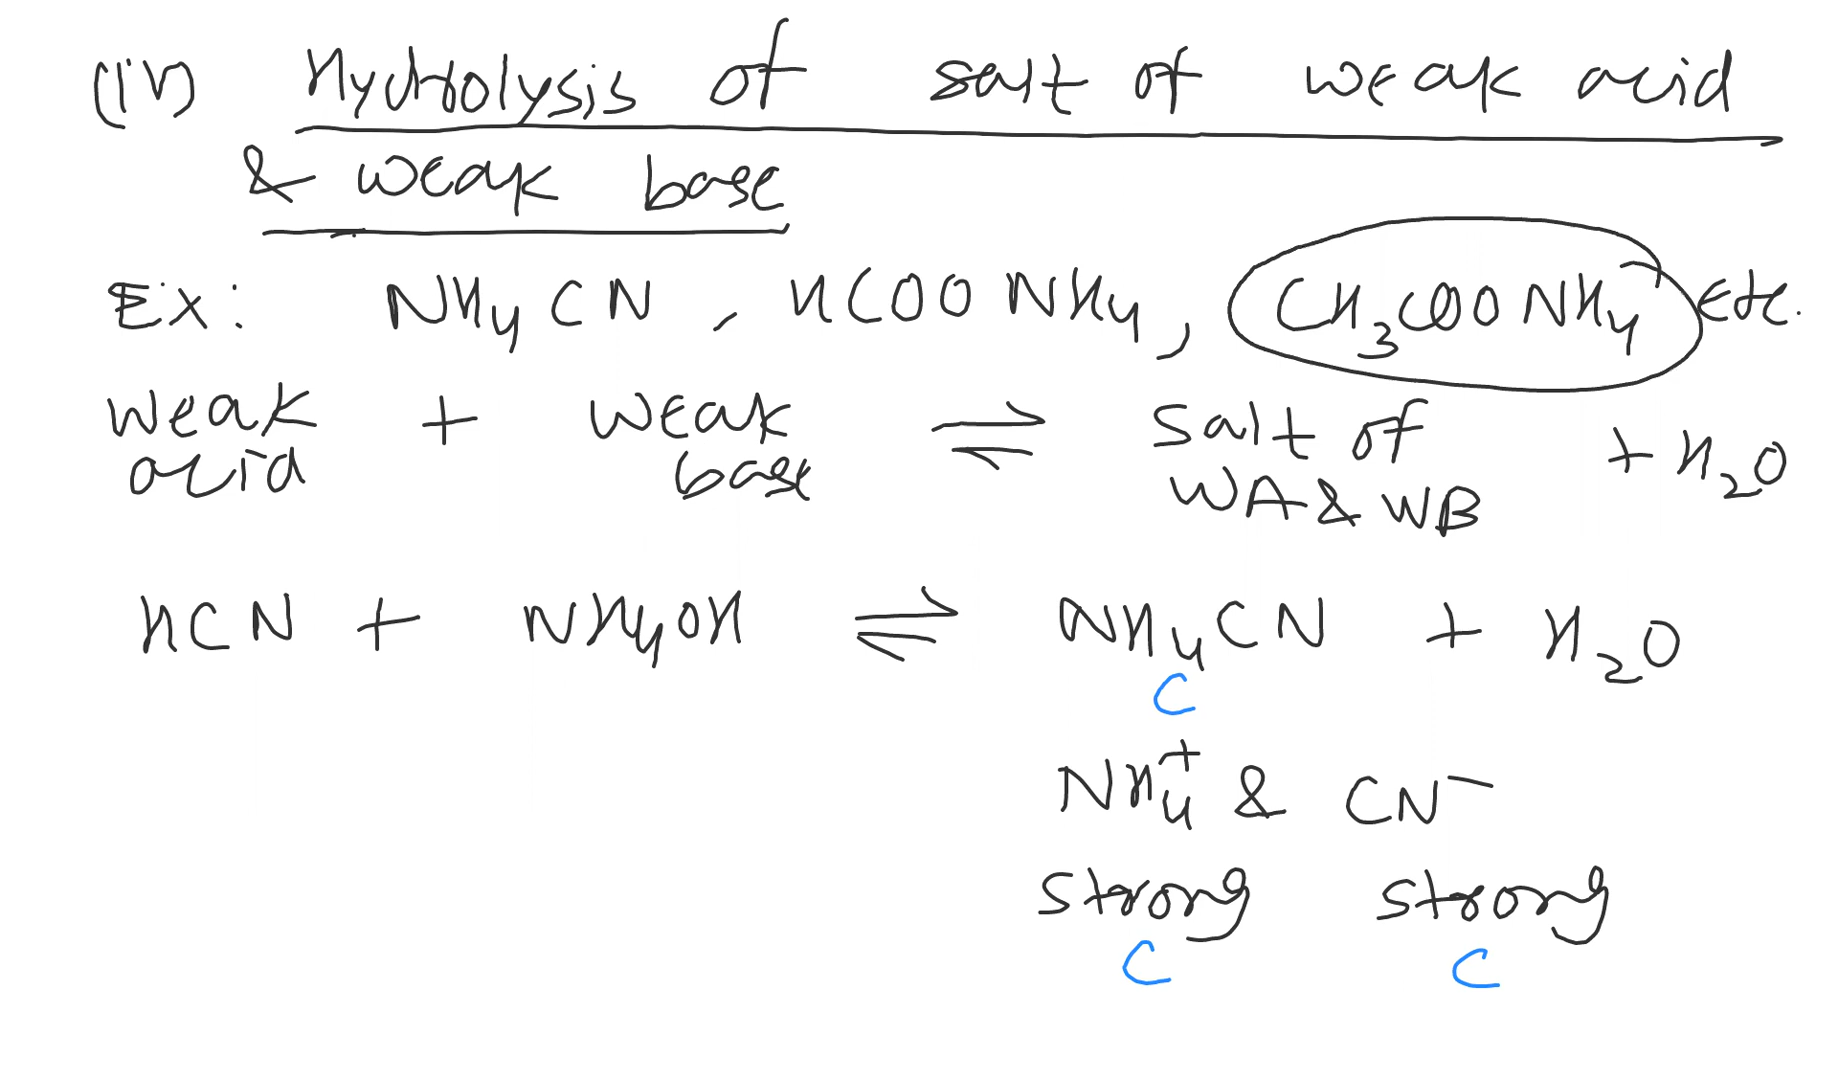 (iv) Hydrolysis of salt of weak acid
& weak base
Ex: NH4CN, HCOONH4, CH3COONH4 etc.
weak acid + weak base ⇌ salt of WA & WB + H2O
HCN + NH4OH ⇌ NH4CN + H2O
C
NH4+ & CN−
strong strong
C C